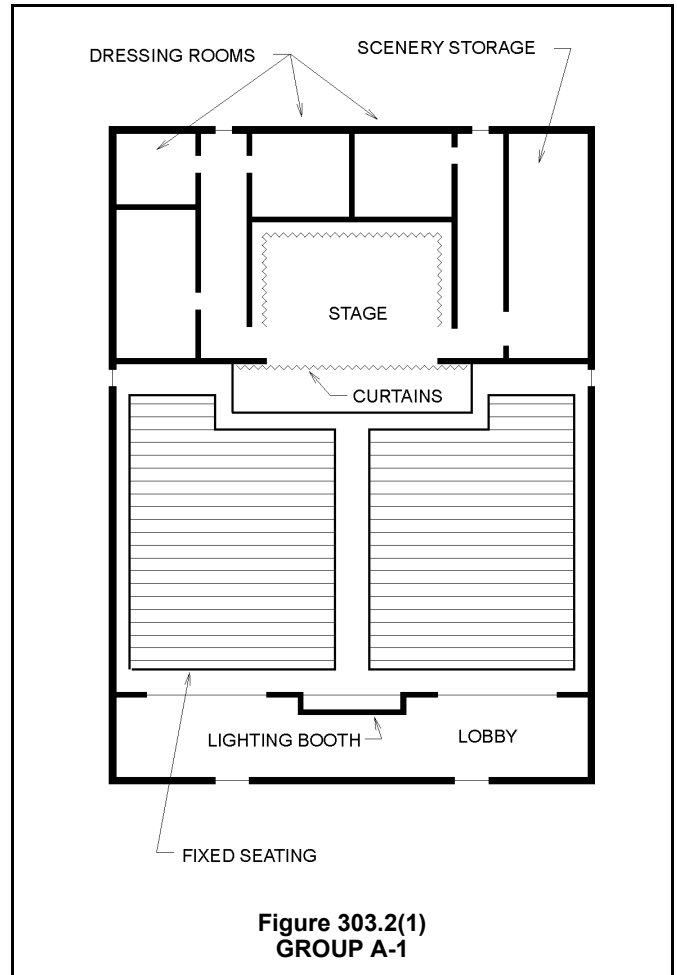 DRESSING ROOMS
SCENERY STORAGE
STAGE
CURTAINS
LIGHTING BOOTH
LOBBY
FIXED SEATING
Figure 303.2(1)
GROUP A-1